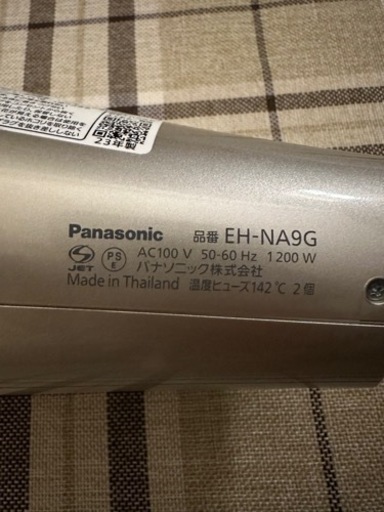 23年製
Panasonic 品番 EH-NA9G
JET PS E AC100 V 50-60 Hz 1200 W
パナソニック株式会社
Made in Thailand 温度ヒューズ142℃ 2個